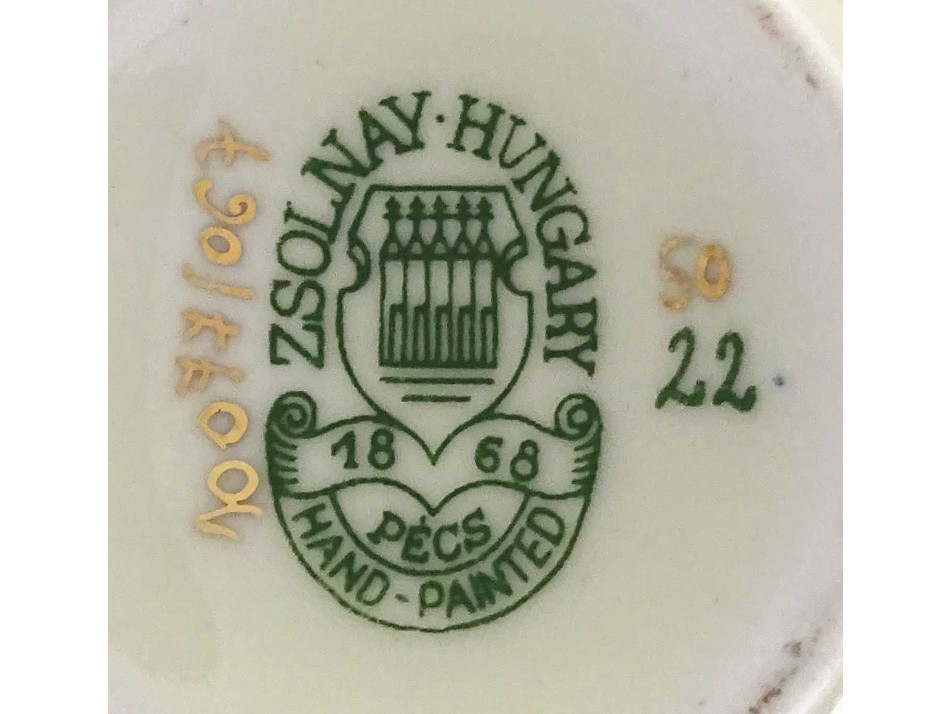 ZSOLNAY · HUNGARY
18 68
PÉCS
HAND-PAINTED
22